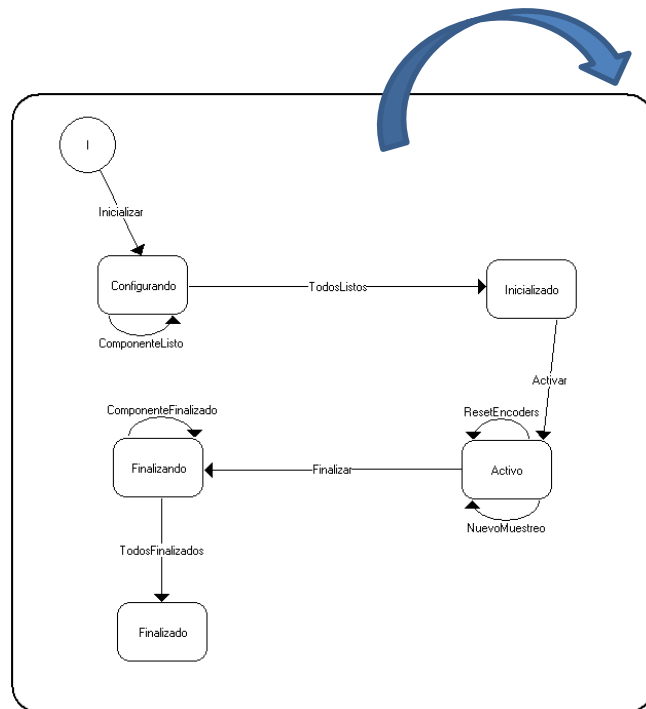 I
Inicializar
Configurando
TodosListos
Inicializado
ComponenteListo
Activar
ComponenteFinalizado
ResetEncoders
Finalizando
Finalizar
Activo
NuevoMuestreo
TodosFinalizados
Finalizado